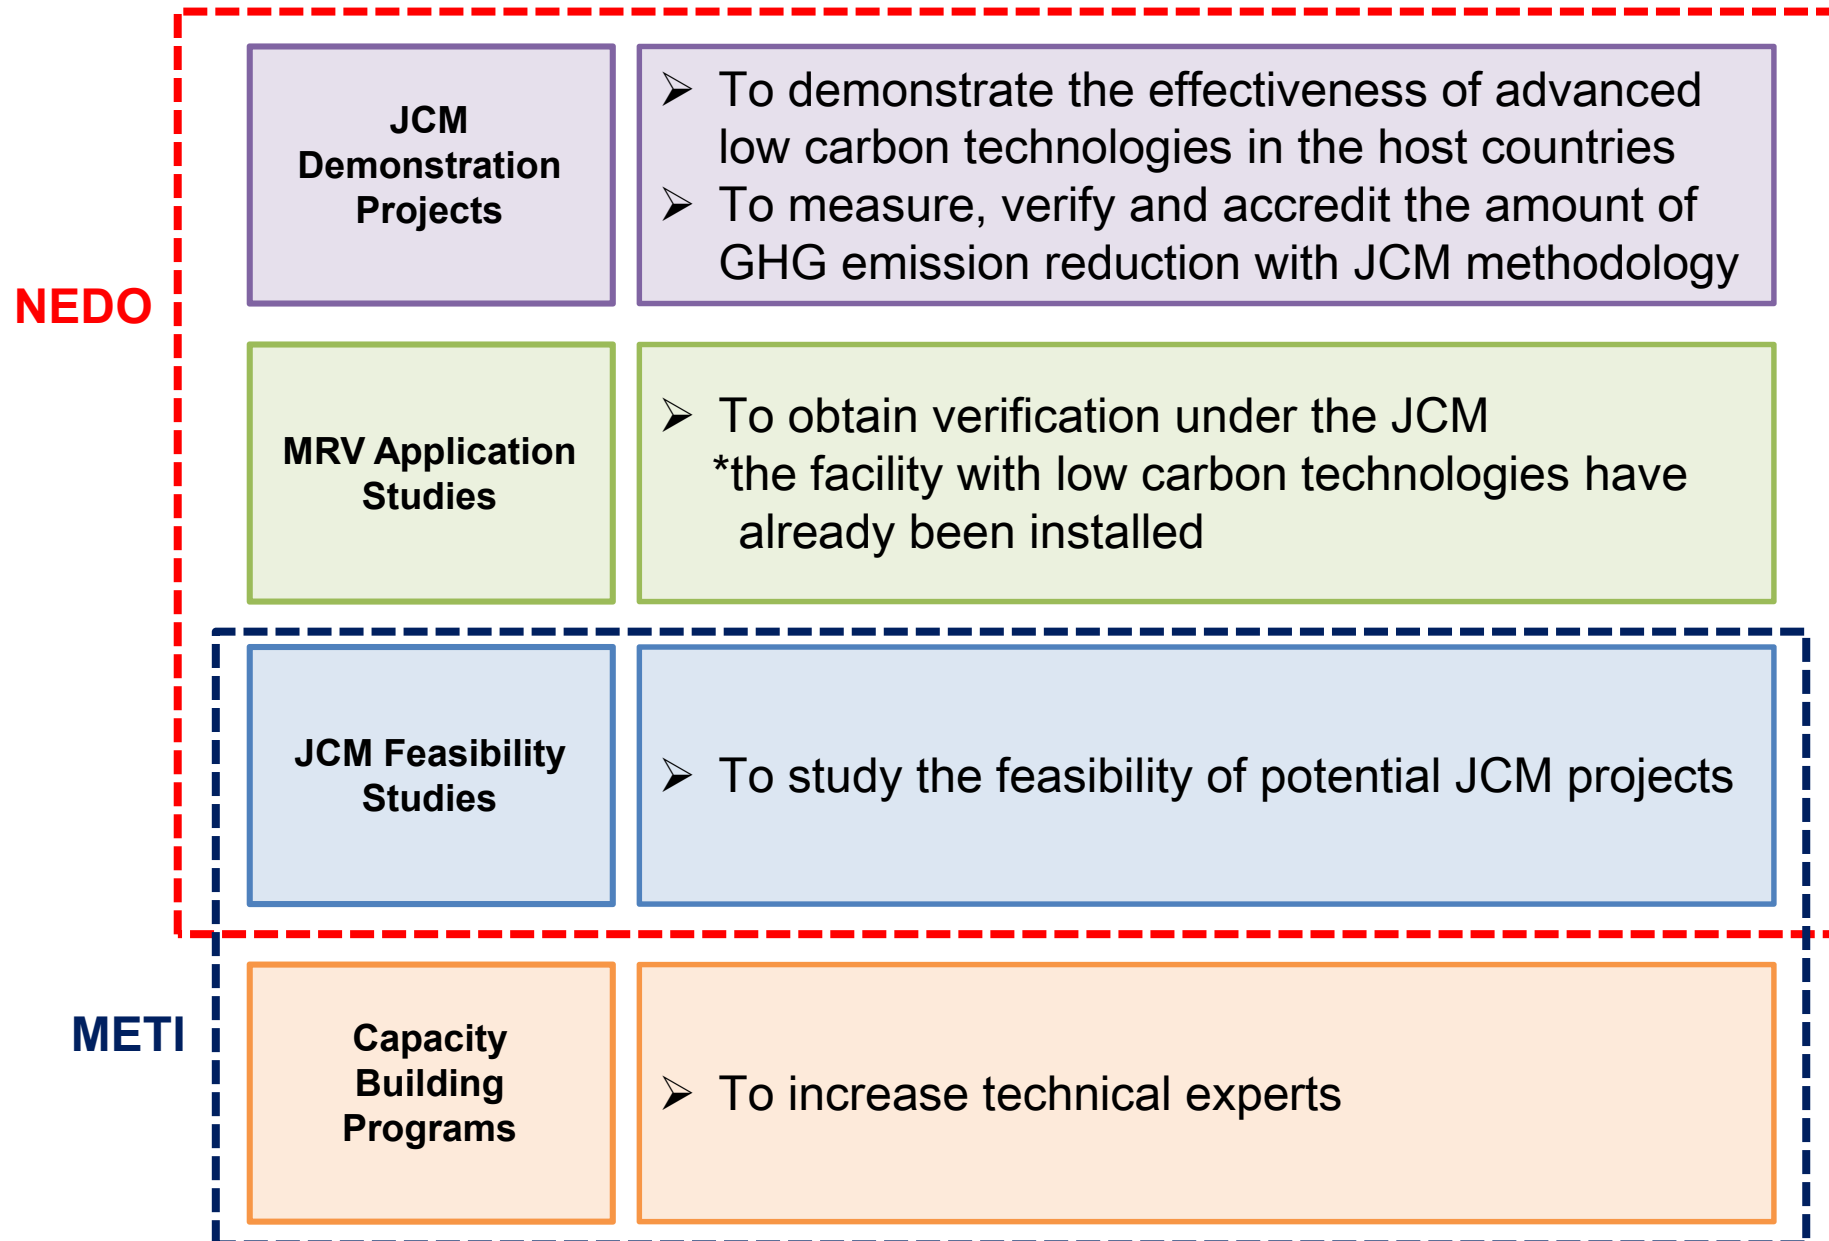 JCM
Demonstration
Projects
➢ To demonstrate the effectiveness of advanced
low carbon technologies in the host countries
➢ To measure, verify and accredit the amount of
GHG emission reduction with JCM methodology
NEDO
MRV Application
Studies
➢ To obtain verification under the JCM
*the facility with low carbon technologies have
already been installed
JCM Feasibility
Studies
➢ To study the feasibility of potential JCM projects
METI
Capacity
Building
Programs
➢ To increase technical experts